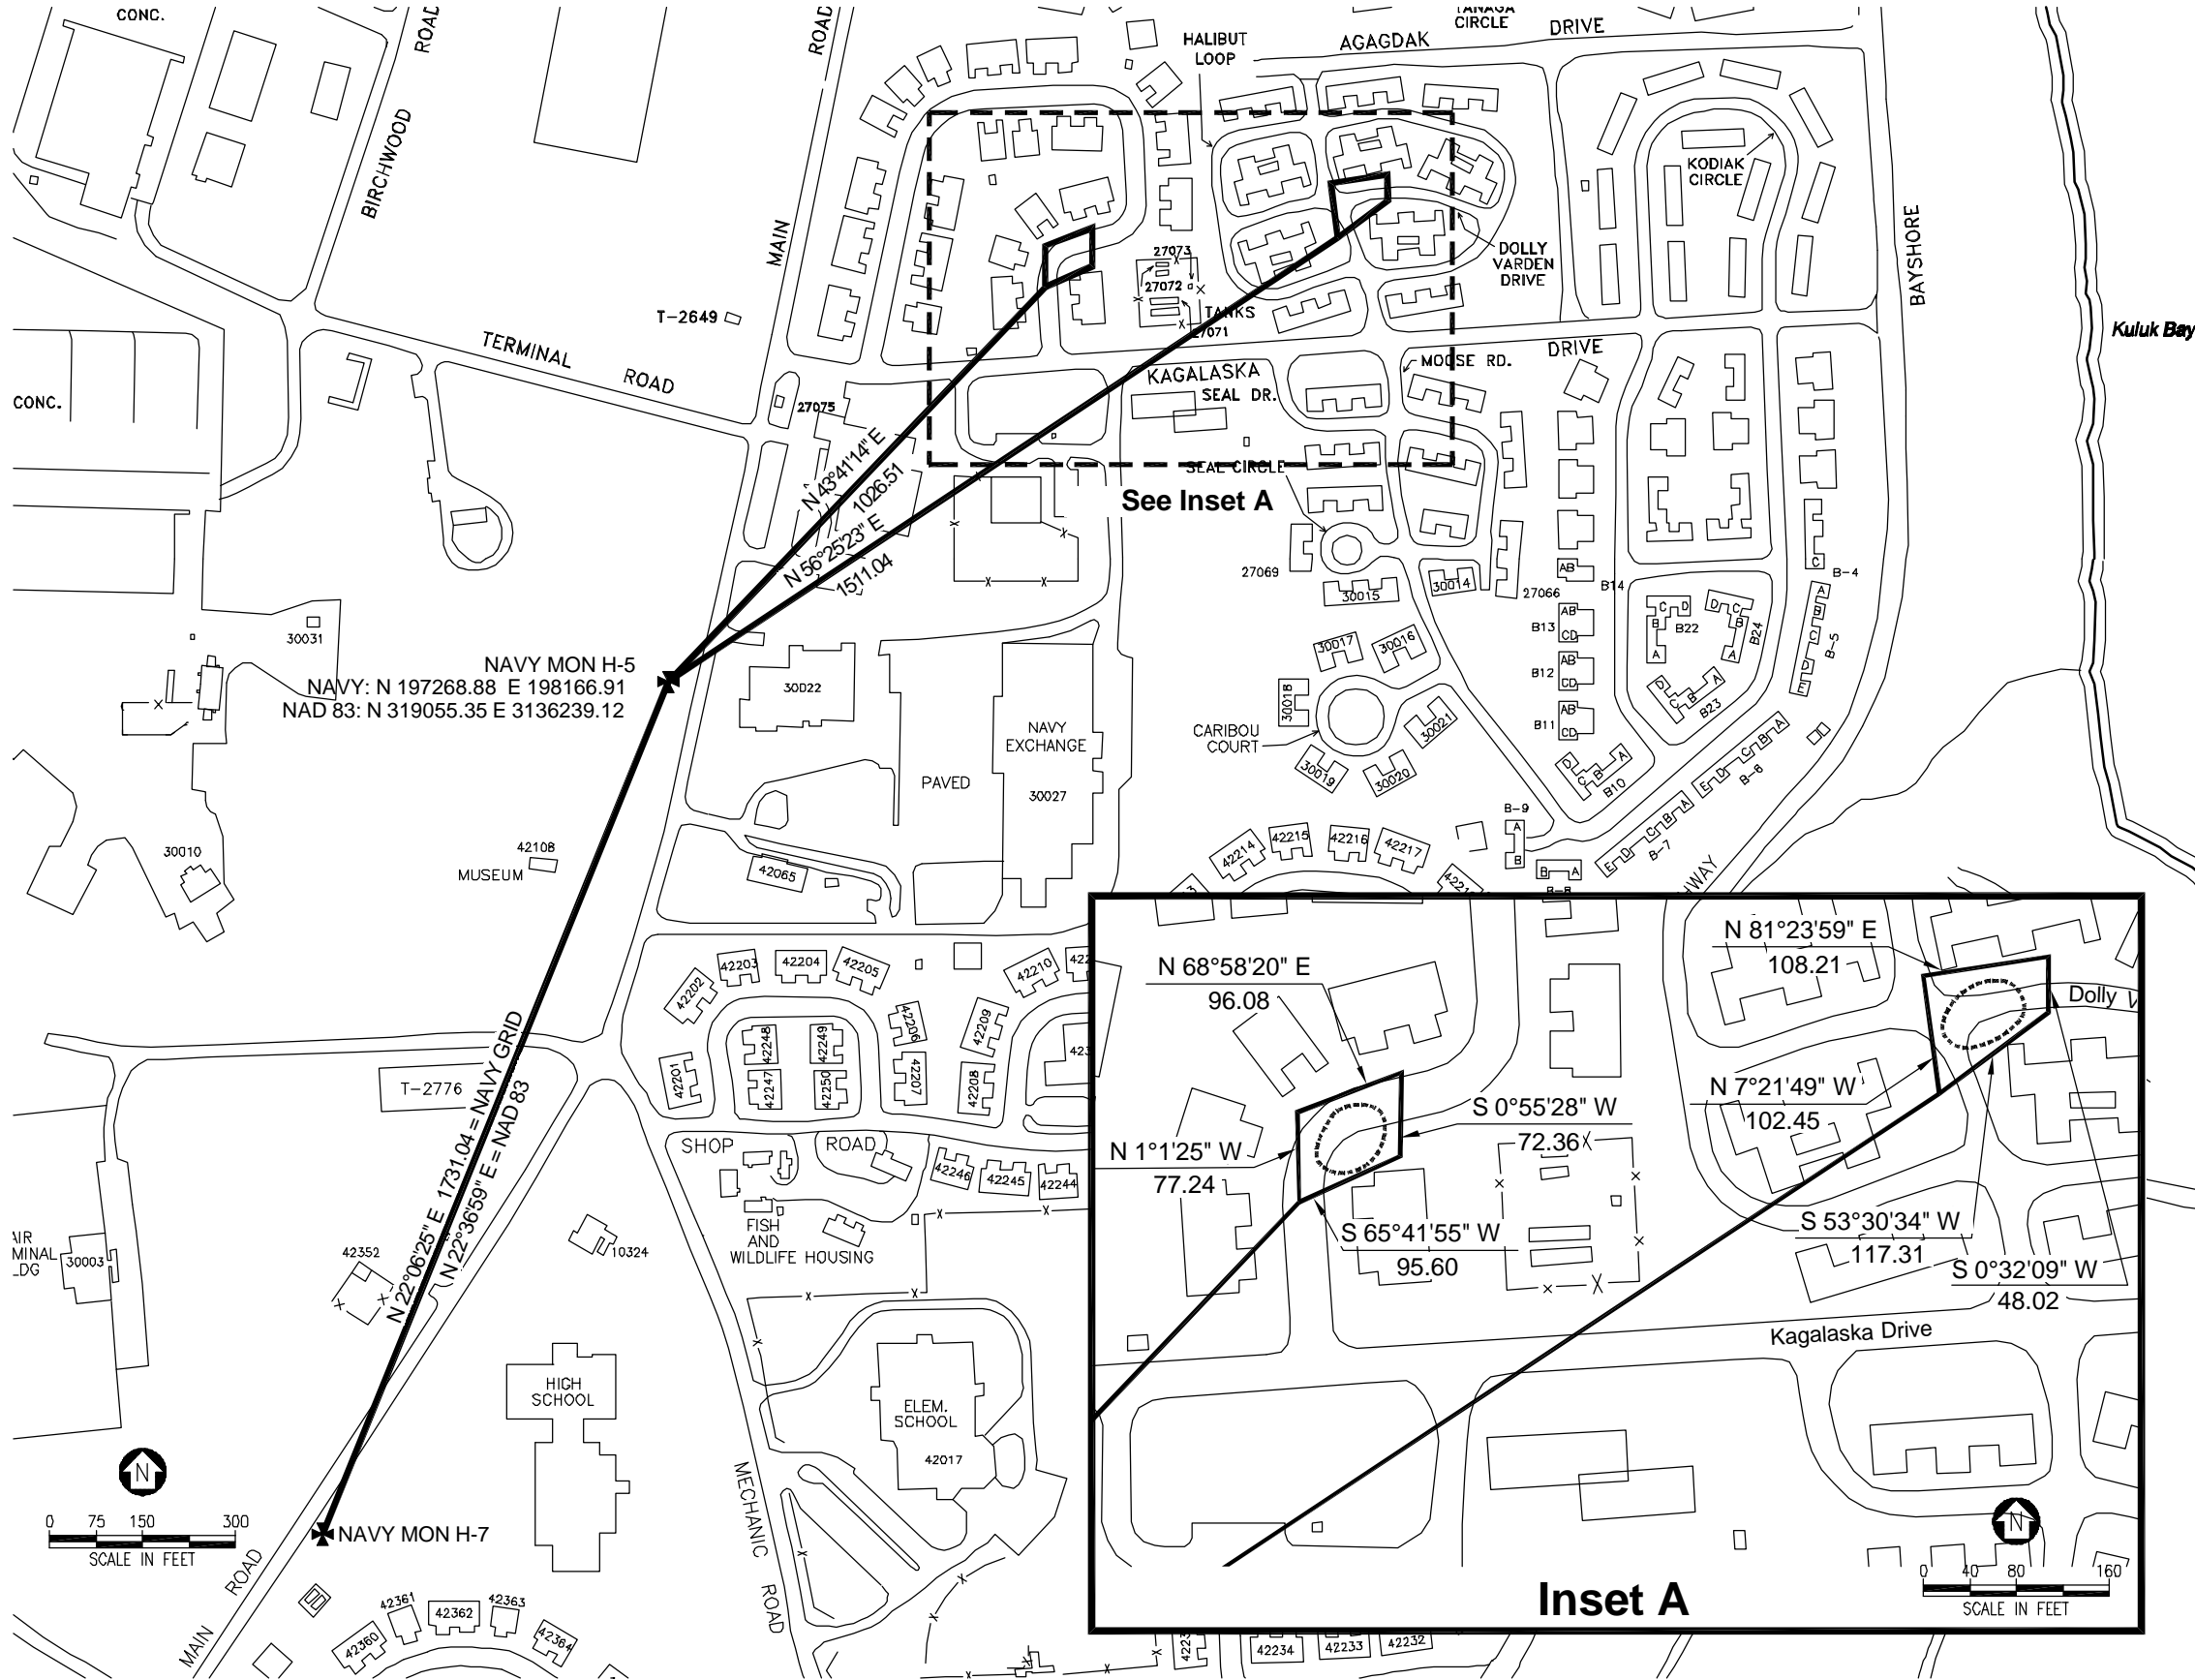 CONC.
ROAD
ROAD
TANAGA
CIRCLE
HALIBUT
LOOP
AGAGDAK
DRIVE
BIRCHWOOD
KODIAK
CIRCLE
MAIN
BAYSHORE
DOLLY
VARDEN
DRIVE
27073
27072
TANKS
27071
T-2649
Kuluk Bay
TERMINAL
ROAD
DRIVE
MOOSE RD.
KAGALASKA
SEAL DR.
CONC.
27075
N 43°41'14" E
1026.51
SEAL CIRCLE
See Inset A
N 56°25'23" E
1511.04
27069
30015
30014
27066
AB
B14
C
B-4
AB
B13
CD
C D
B
B22
A
D C
B
B24
A
A
B
C
B-5
D
E
30031
30017
30016
AB
B12
CD
NAVY MON H-5
NAVY: N 197268.88 E 198166.91
NAD 83: N 319055.35 E 3136239.12
30022
30018
30021
AB
B11
CD
D
C
B
A
B23
NAVY
EXCHANGE
CARIBOU
COURT
30019
30020
D
C
B
A
B10
E
D
C
B
A
B-6
PAVED
30027
B-9
A
B
E
D
C
B
A
B-7
B A
B-8
42108
MUSEUM
30010
42065
42214
42215
42216
42217
HWAY
42203
42204
42205
42210
42202
42206
42209
42248
42249
42201
42247
42250
42207
42208
T-2776
N 22°06'25" E 1731.04 = NAVY GRID
N 22°36'59" E = NAD 83
SHOP
ROAD
42246
42245
42244
FISH
AND
WILDLIFE HOUSING
AIR
MINAL
LDG
30003
42352
10324
HIGH
SCHOOL
ELEM.
SCHOOL
42017
MECHANIC
ROAD
N
0 75 150 300
SCALE IN FEET
NAVY MON H-7
MAIN
ROAD
42360
42361
42362
42363
42364
42234
42233
42232
N 81°23'59" E
108.21
N 68°58'20" E
96.08
Dolly V
N 7°21'49" W
102.45
S 0°55'28" W
72.36
N 1°1'25" W
77.24
S 65°41'55" W
95.60
S 53°30'34" W
117.31
S 0°32'09" W
48.02
Kagalaska Drive
N
0 40 80 160
SCALE IN FEET
Inset A